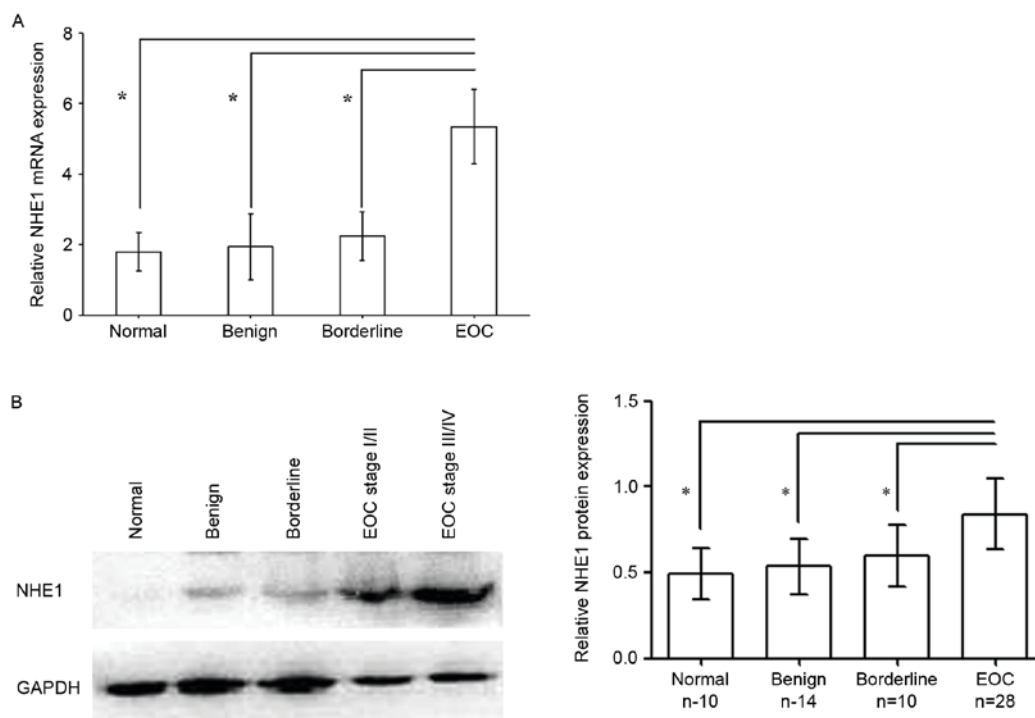 A
Relative NHE1 mRNA expression
8
6
4
2
0
*
*
*
Normal
Benign
Borderline
EOC
B
Normal
Benign
Borderline
EOC stage I/II
EOC stage III/IV
NHE1
GAPDH
Relative NHE1 protein expression
1.5
1.0
0.5
0.0
*
*
*
Normal
n-10
Benign
n-14
Borderline
n=10
EOC
n=28